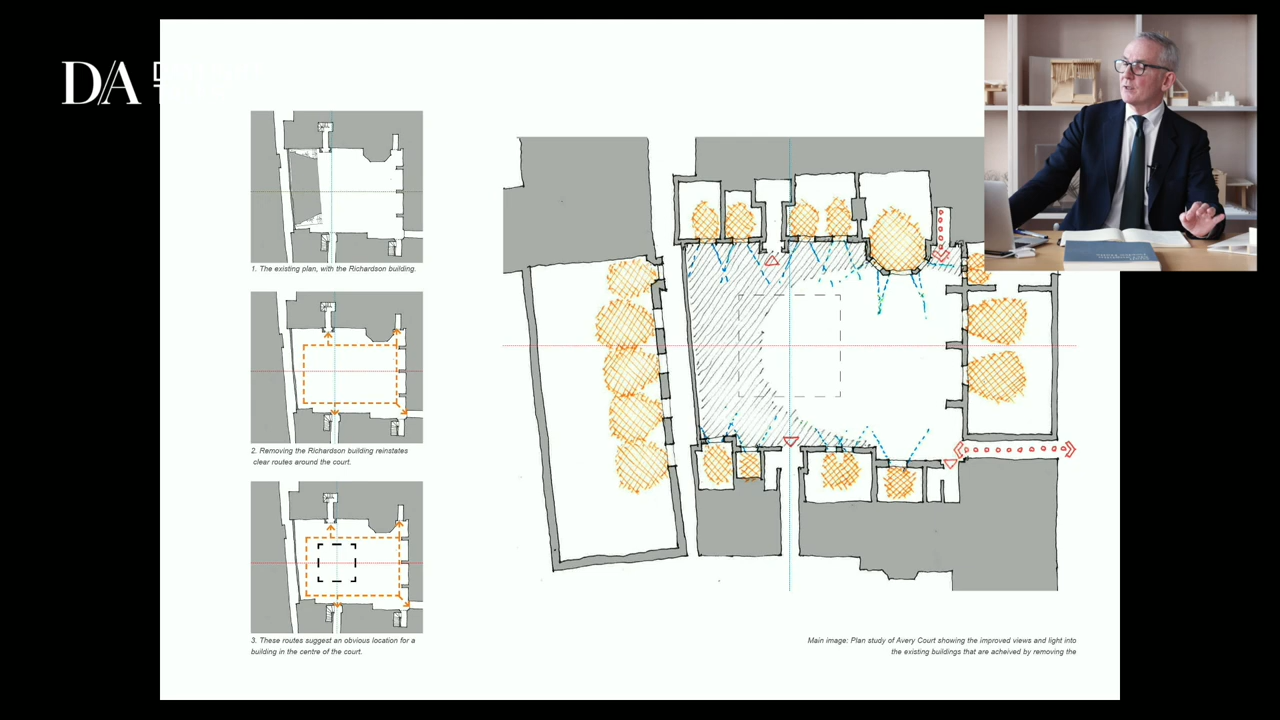 D/A
1. The existing plan, with the Richardson building.
2. Removing the Richardson building reinstates
clear routes around the court.
3. These routes suggest an obvious location for a
building in the centre of the court.
Main image: Plan study of Avery Court showing the improved views and light into
the existing buildings that are acheived by removing the